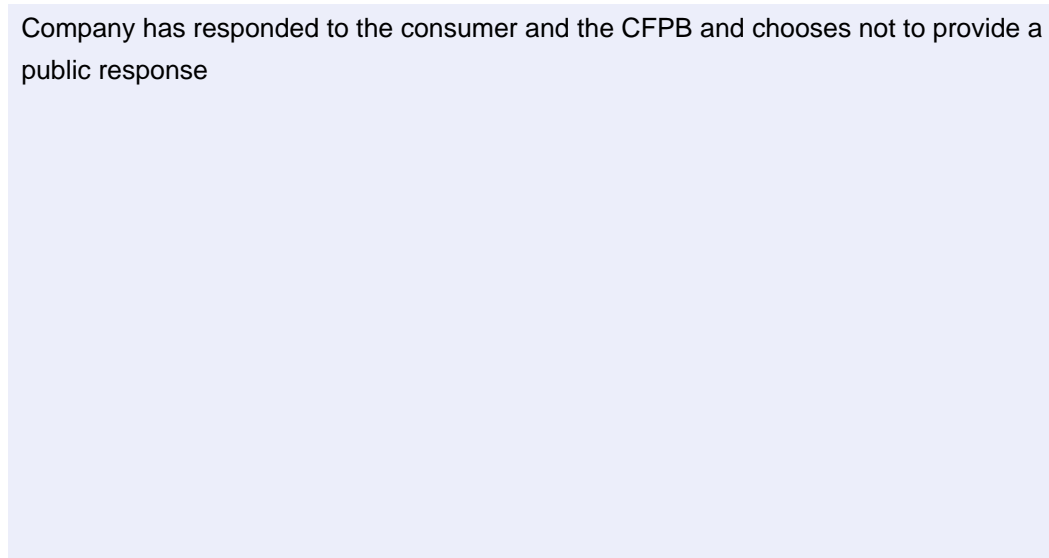 Company has responded to the consumer and the CFPB and chooses not to provide a
public response